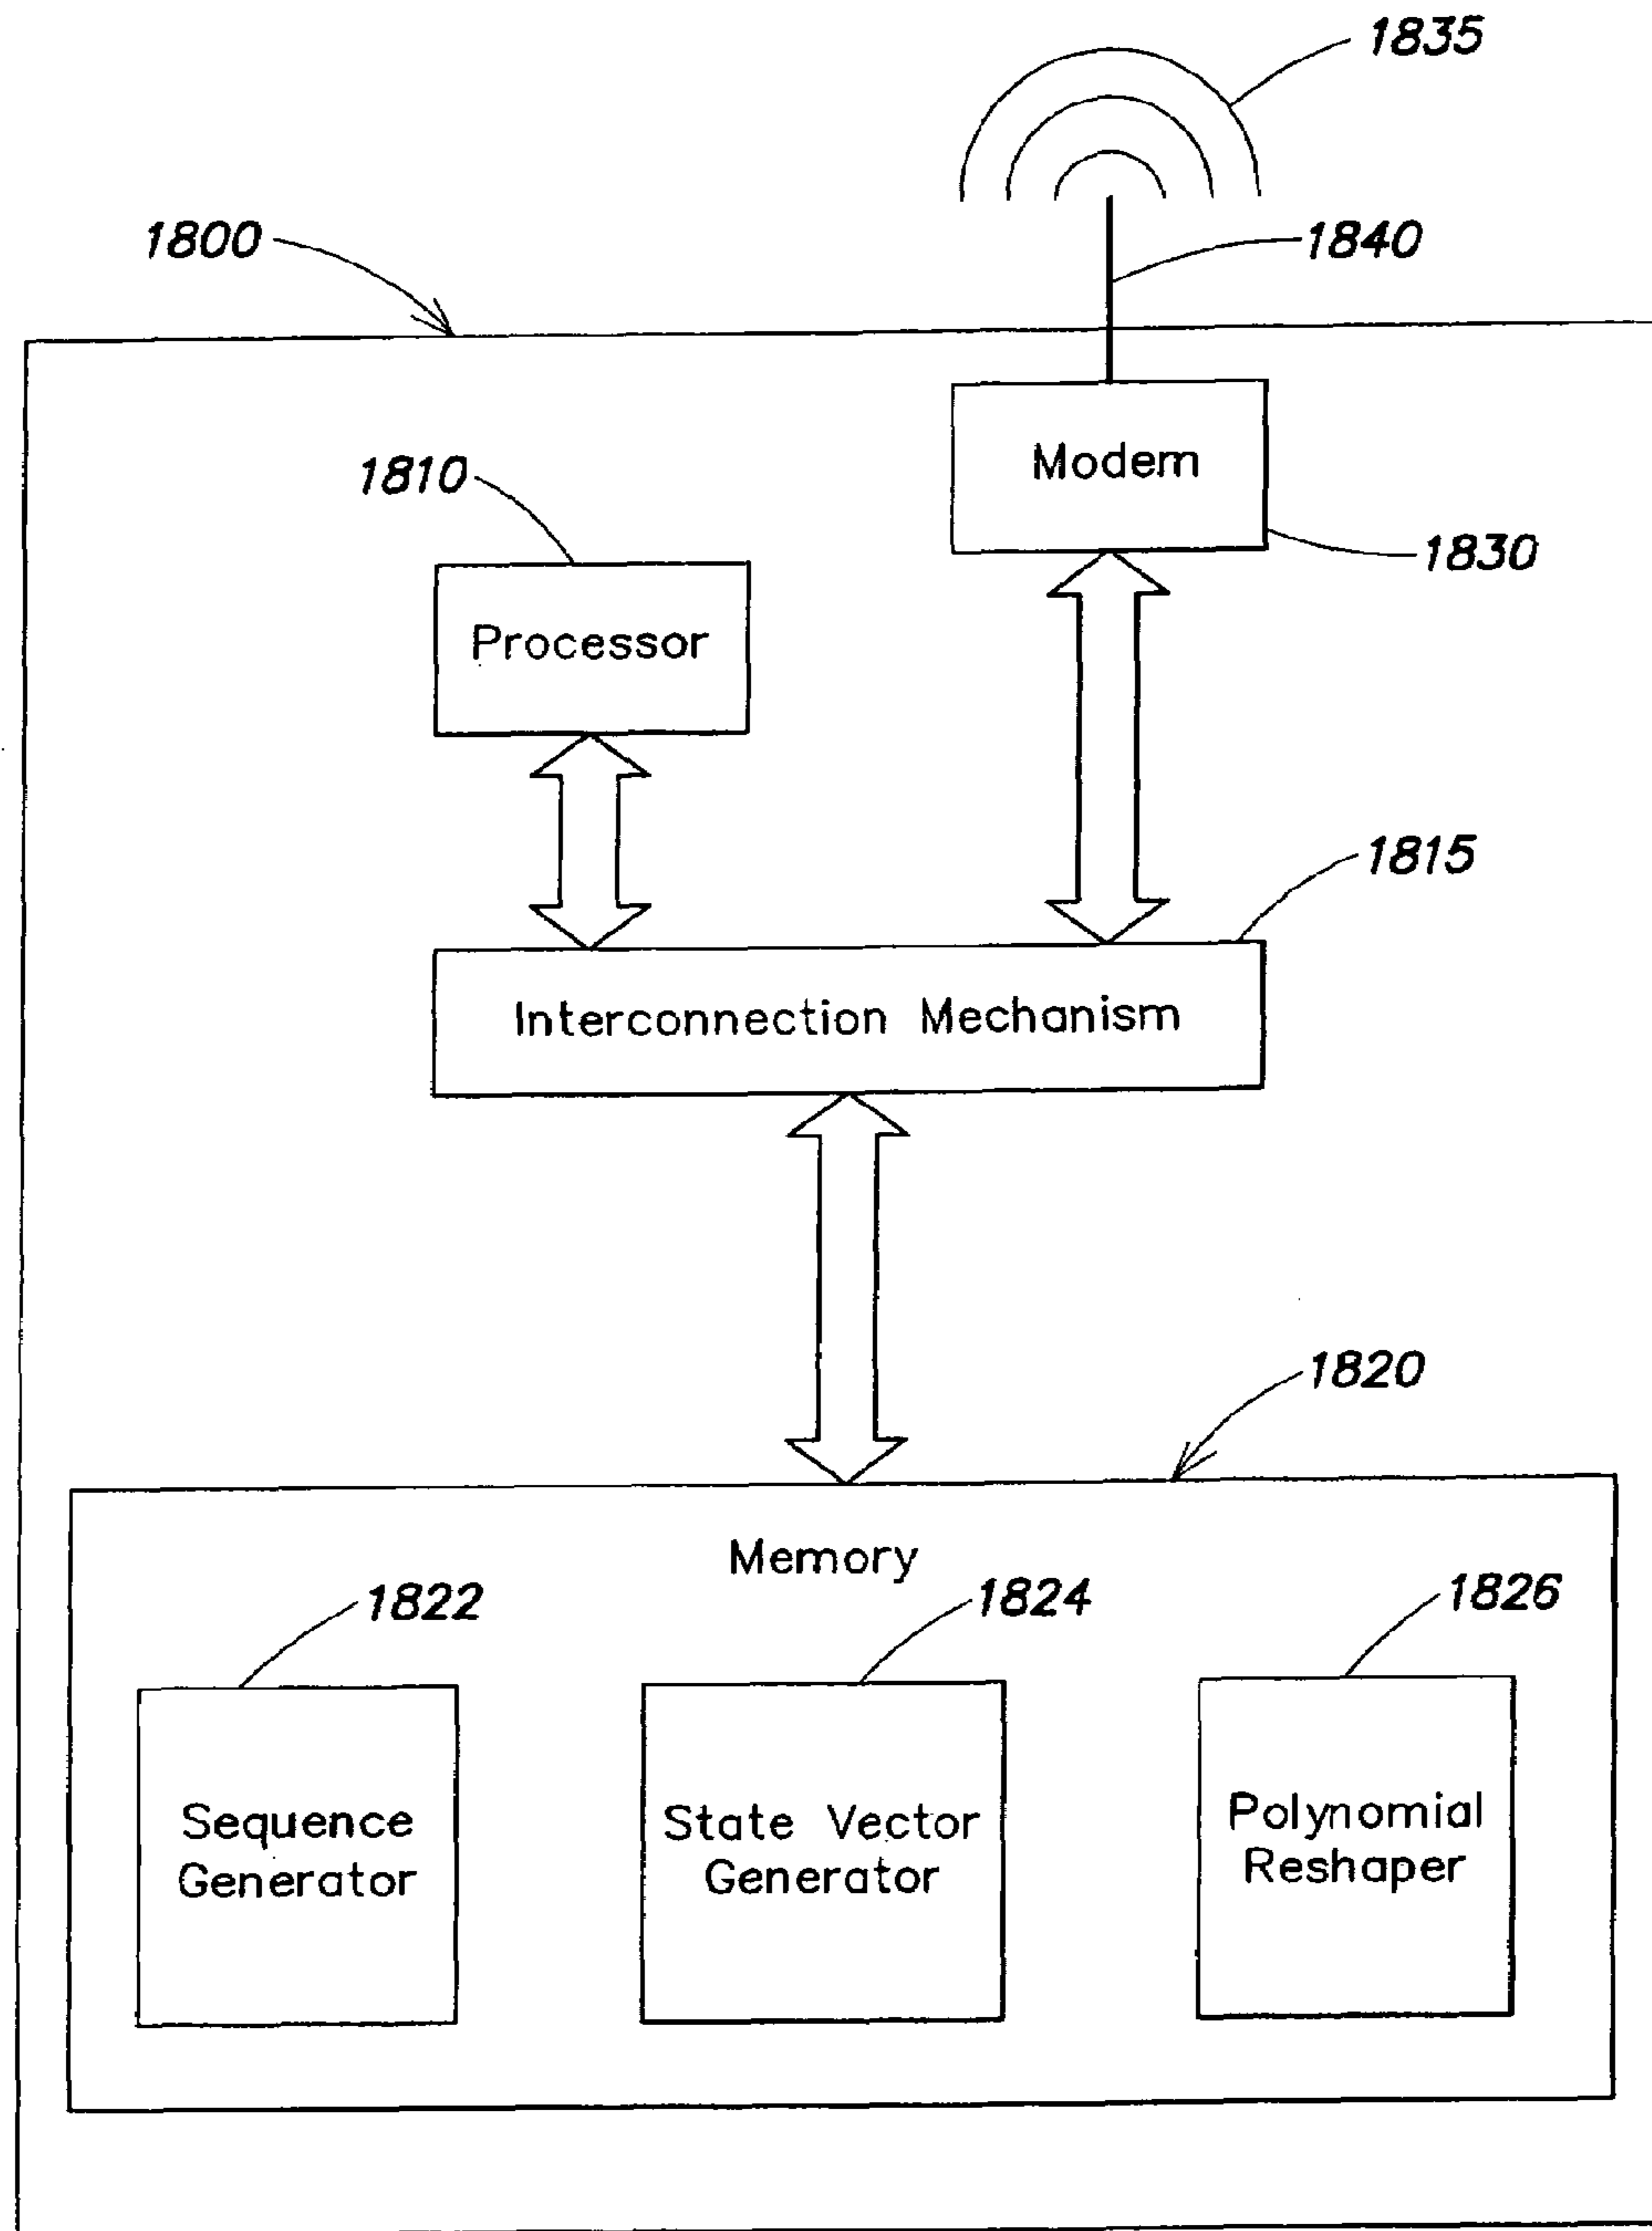 1835
1800
1840
Modem
1810
1830
Processor
1815
Interconnection Mechanism
1820
Memory
1822
1824
1826
Sequence
Generator
State Vector
Generator
Polynomial
Reshaper